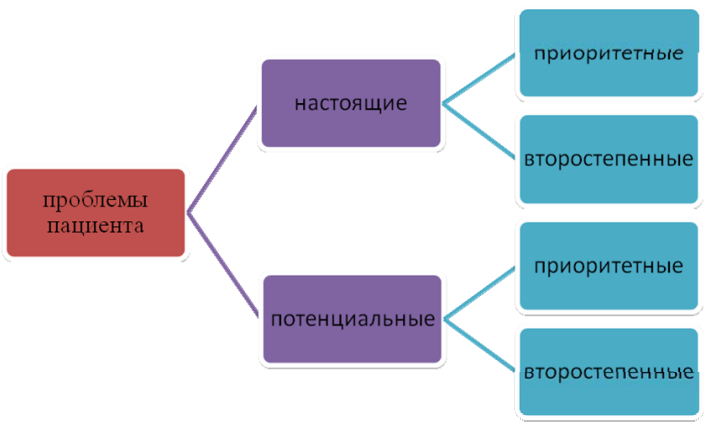 проблемы
пациента
настоящие
приоритетные
второстепенные
потенциальные
приоритетные
второстепенные